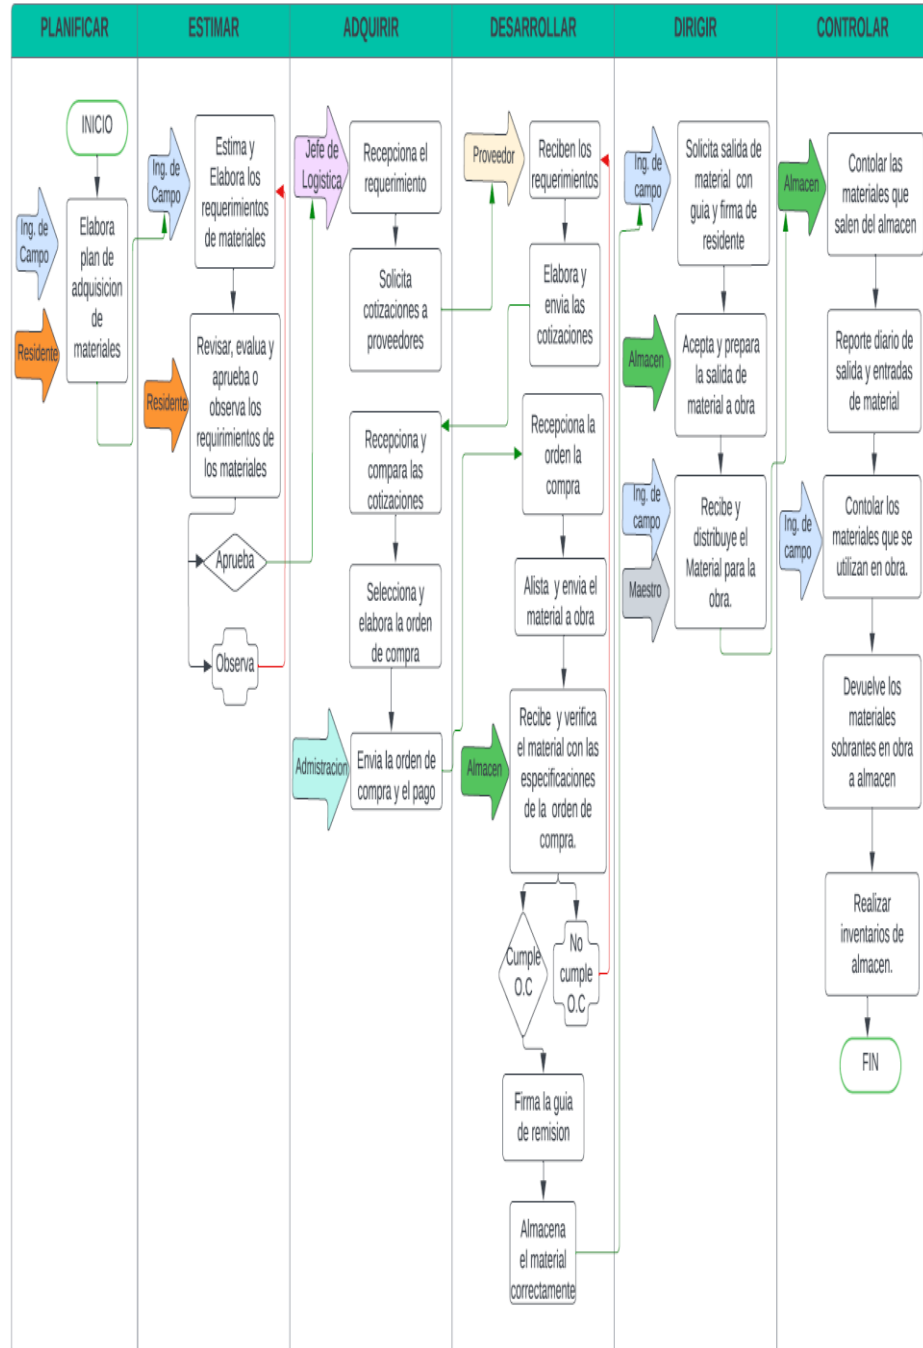 PLANIFICAR
ESTIMAR
ADQUIRIR
DESARROLLAR
DIRIGIR
CONTROLAR
INICIO
Ing. de
Campo
Residente
Elabora
plan de
adquisicion
de
materiales
Ing. de
Campo
Estima y
Elabora los
requerimientos
de materiales
Residente
Revisar, evalua y
aprueba o
observa los
requirimientos de
los materiales
Aprueba
Observa
Jefe de
Logística
Recepciona el
requerimiento
Solicita
cotizaciones a
proveedores
Recepciona y
compara las
cotizaciones
Selecciona y
elabora la orden
de compra
Admistracion
Envia la orden de
compra y el pago
Proveedor
Reciben los
requerimientos
Elabora y
envia las
cotizaciones
Recepciona la
orden la
compra
Alista y envia el
material a obra
Almacen
Recibe y verifica
el material con las
especificaciones
de la orden de
compra.
Cumple
O.C
No
cumple
O.C
Firma la guia
de remision
Almacena
el material
correctamente
Ing. de
campo
Solicita salida de
material con
guia y firma de
residente
Almacen
Acepta y prepara
la salida de
material a obra
Ing. de
campo
Maestro
Recibe y
distribuye el
Material para la
obra.
Almacen
Contolar las
materiales que
salen del almacen
Reporte diario de
salida y entradas
de material
Ing. de
campo
Contolar los
materiales que se
utilizan en obra.
Devuelve los
materiales
sobrantes en obra
a almacen
Realizar
inventarios de
almacen.
FIN